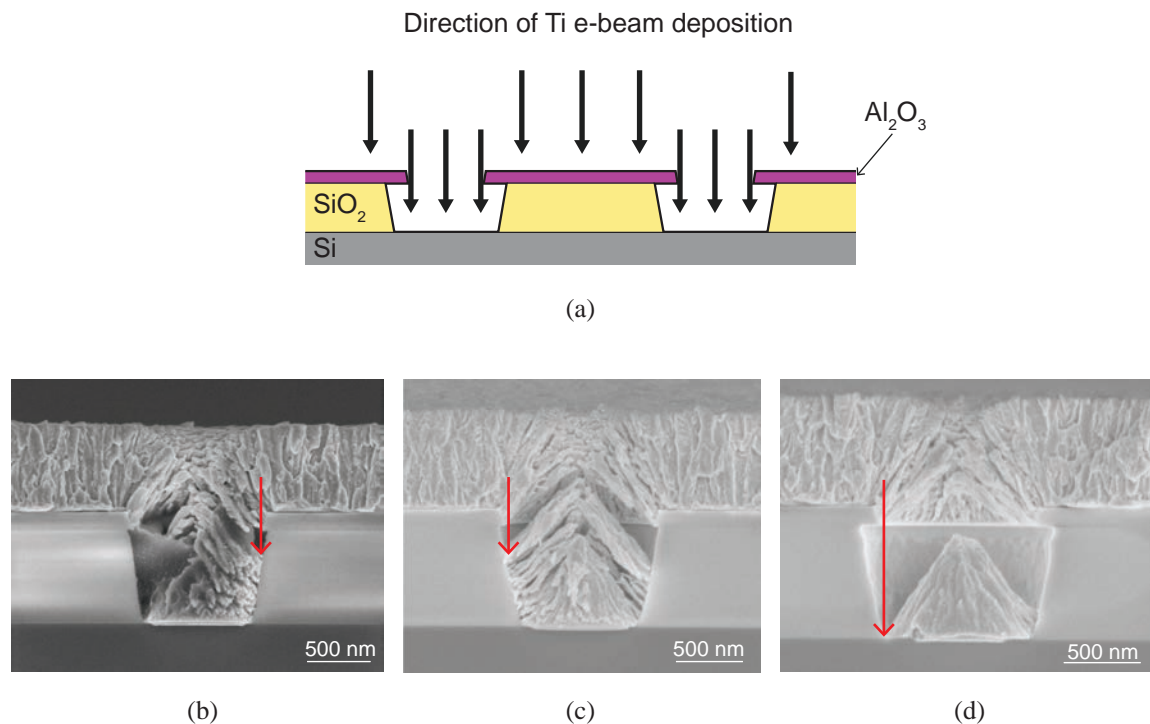 Direction of Ti e-beam deposition
Al₂O₃
SiO₂
Si
(a)
500 nm
500 nm
500 nm
(b)
(c)
(d)